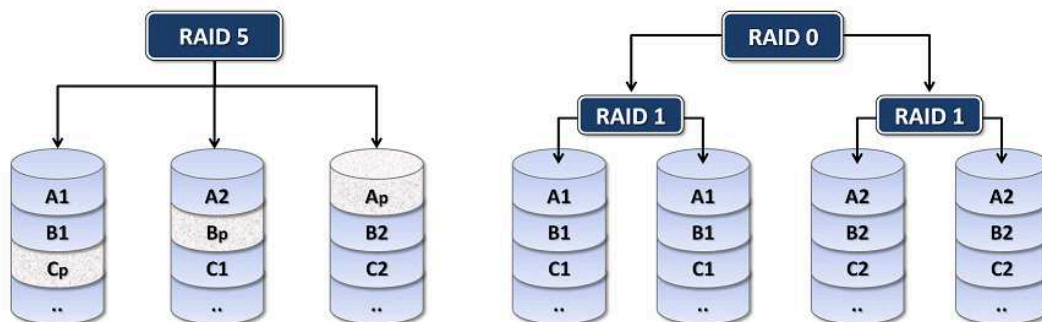 RAID 5
A1 A2 Ap
B1 Bp B2
Cp C1 C2
.. .. ..
RAID 0
RAID 1 RAID 1
A1 A1 A2 A2
B1 B1 B2 B2
C1 C1 C2 C2
.. .. .. ..